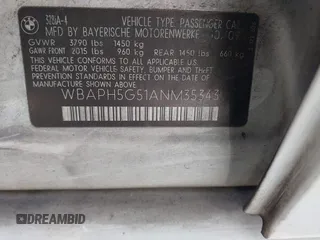 VEHICLE TYPE PASSENGER CAR
MFD BY BAYERISCHE MOTORENWERKE
GVWR 3790 lbs 1450 kg
GAWR FRONT 2015 lbs 960 kg REAR 1450 lbs 660 kg
THIS VEHICLE CONFORMS TO ALL APPLICABLE
FEDERAL MOTOR VEHICLE SAFETY, BUMPER, AND THEFT
PREVENTION STANDARDS IN EFFECT ON THE DATE OF
MANUFACTURE SHOWN ABOVE
WBAPH5G51ANM35343
DREAMBID